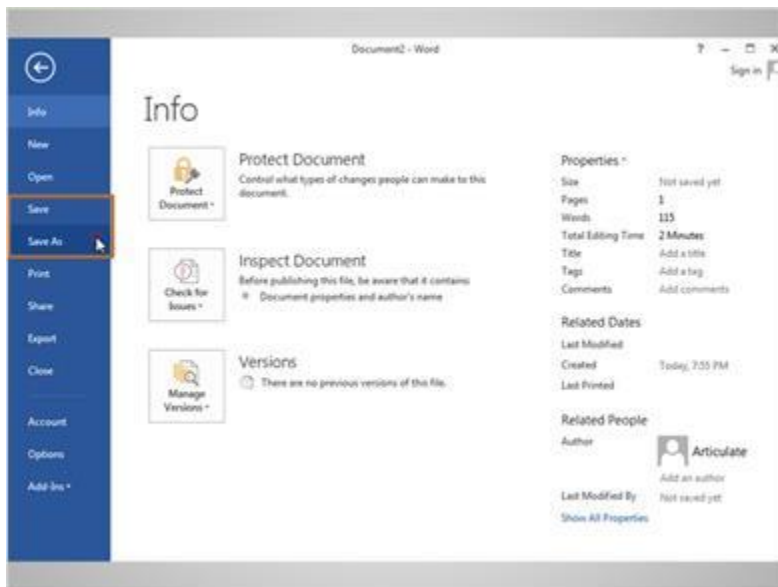 Document2 - Word
? 
Sign in
Info
New
Open
Save
Save As
Print
Share
Export
Close
Account
Options
Add-Ins
Info
Protect
Document
Protect Document
Control what types of changes people can make to this
document.
Check for
Issues
Inspect Document
Before publishing this file, be aware that it contains:
Document properties and author's name
Manage
Versions
Versions
There are no previous versions of this file.
Properties
Size Not saved yet
Pages 1
Words 115
Total Editing Time 2 Minutes
Title Add a title
Tags Add a tag
Comments Add comments
Related Dates
Last Modified
Created Today, 7:55 PM
Last Printed
Related People
Author Articulate
Add an author
Last Modified By Not saved yet
Show All Properties